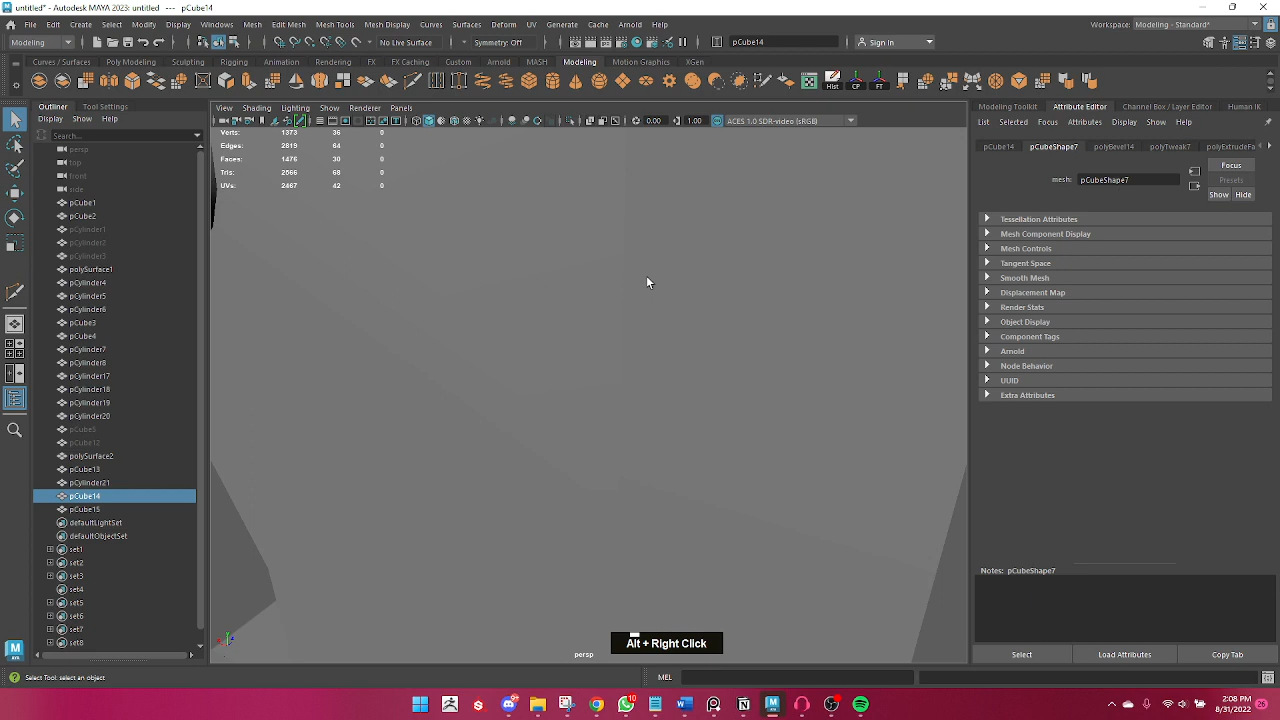 untitled* - Autodesk MAYA 2023: untitled --- pCube14
File Edit Create Select Modify Display Windows Mesh Edit Mesh Mesh Tools Mesh Display Curves Surfaces Deform UV Generate Cache Arnold Help
Workspace: Modeling - Standard*
Modeling
No Live Surface
Symmetry: Off
pCube14
Sign In
Curves / Surfaces Poly Modeling Sculpting Rigging Animation Rendering FX FX Caching Custom Arnold MASH Modeling Motion Graphics XGen
Hist CP FT
Outliner Tool Settings
Display Show Help
Search...
persp
top
front
side
pCube1
pCube2
pCylinder1
pCylinder2
pCylinder3
polySurface1
pCylinder4
pCylinder5
pCylinder6
pCube3
pCube4
pCylinder7
pCylinder8
pCylinder17
pCylinder18
pCylinder19
pCylinder20
pCube5
pCube12
polySurface2
pCube13
pCylinder21
pCube14
pCube15
defaultLightSet
defaultObjectSet
set1
set2
set3
set4
set5
set6
set7
set8
View Shading Lighting Show Renderer Panels
0.00 1.00 ACES 1.0 SDR-video (sRGB)
Verts: 1373 36 0
Edges: 2819 64 0
Faces: 1476 30 0
Tris: 2566 68 0
UVs: 2467 42 0
Alt + Right Click
persp
Modeling Toolkit Attribute Editor Channel Box / Layer Editor Human IK
List Selected Focus Attributes Display Show Help
pCube14 pCubeShape7 polyBevel14 polyTweak7 polyExtrudeFa
mesh: pCubeShape7
Focus
Presets
Show Hide
Tessellation Attributes
Mesh Component Display
Mesh Controls
Tangent Space
Smooth Mesh
Displacement Map
Render Stats
Object Display
Component Tags
Arnold
Node Behavior
UUID
Extra Attributes
Notes: pCubeShape7
Select Load Attributes Copy Tab
Select Tool: select an object
MEL
2:08 PM
8/31/2022